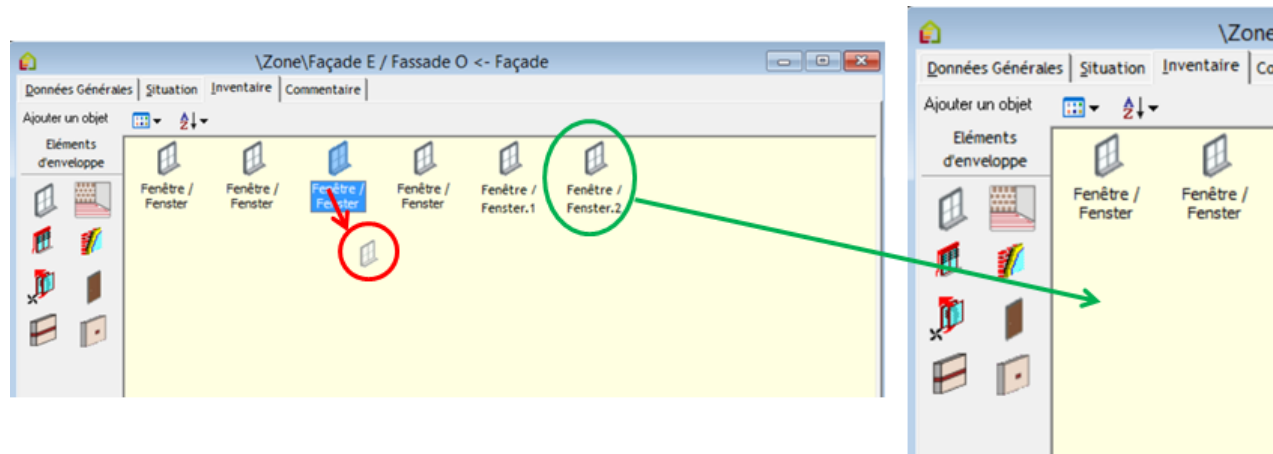 \Zone\Façade E / Fassade O <- Façade
Données Générales Situation Inventaire Commentaire
Ajouter un objet
Eléments
d'enveloppe
Fenêtre /
Fenster
Fenêtre /
Fenster
Fenêtre /
Fenster
Fenêtre /
Fenster
Fenêtre /
Fenster.1
Fenêtre /
Fenster.2
\Zone
Données Générales Situation Inventaire Co
Ajouter un objet
Eléments
d'enveloppe
Fenêtre /
Fenster
Fenêtre /
Fenster